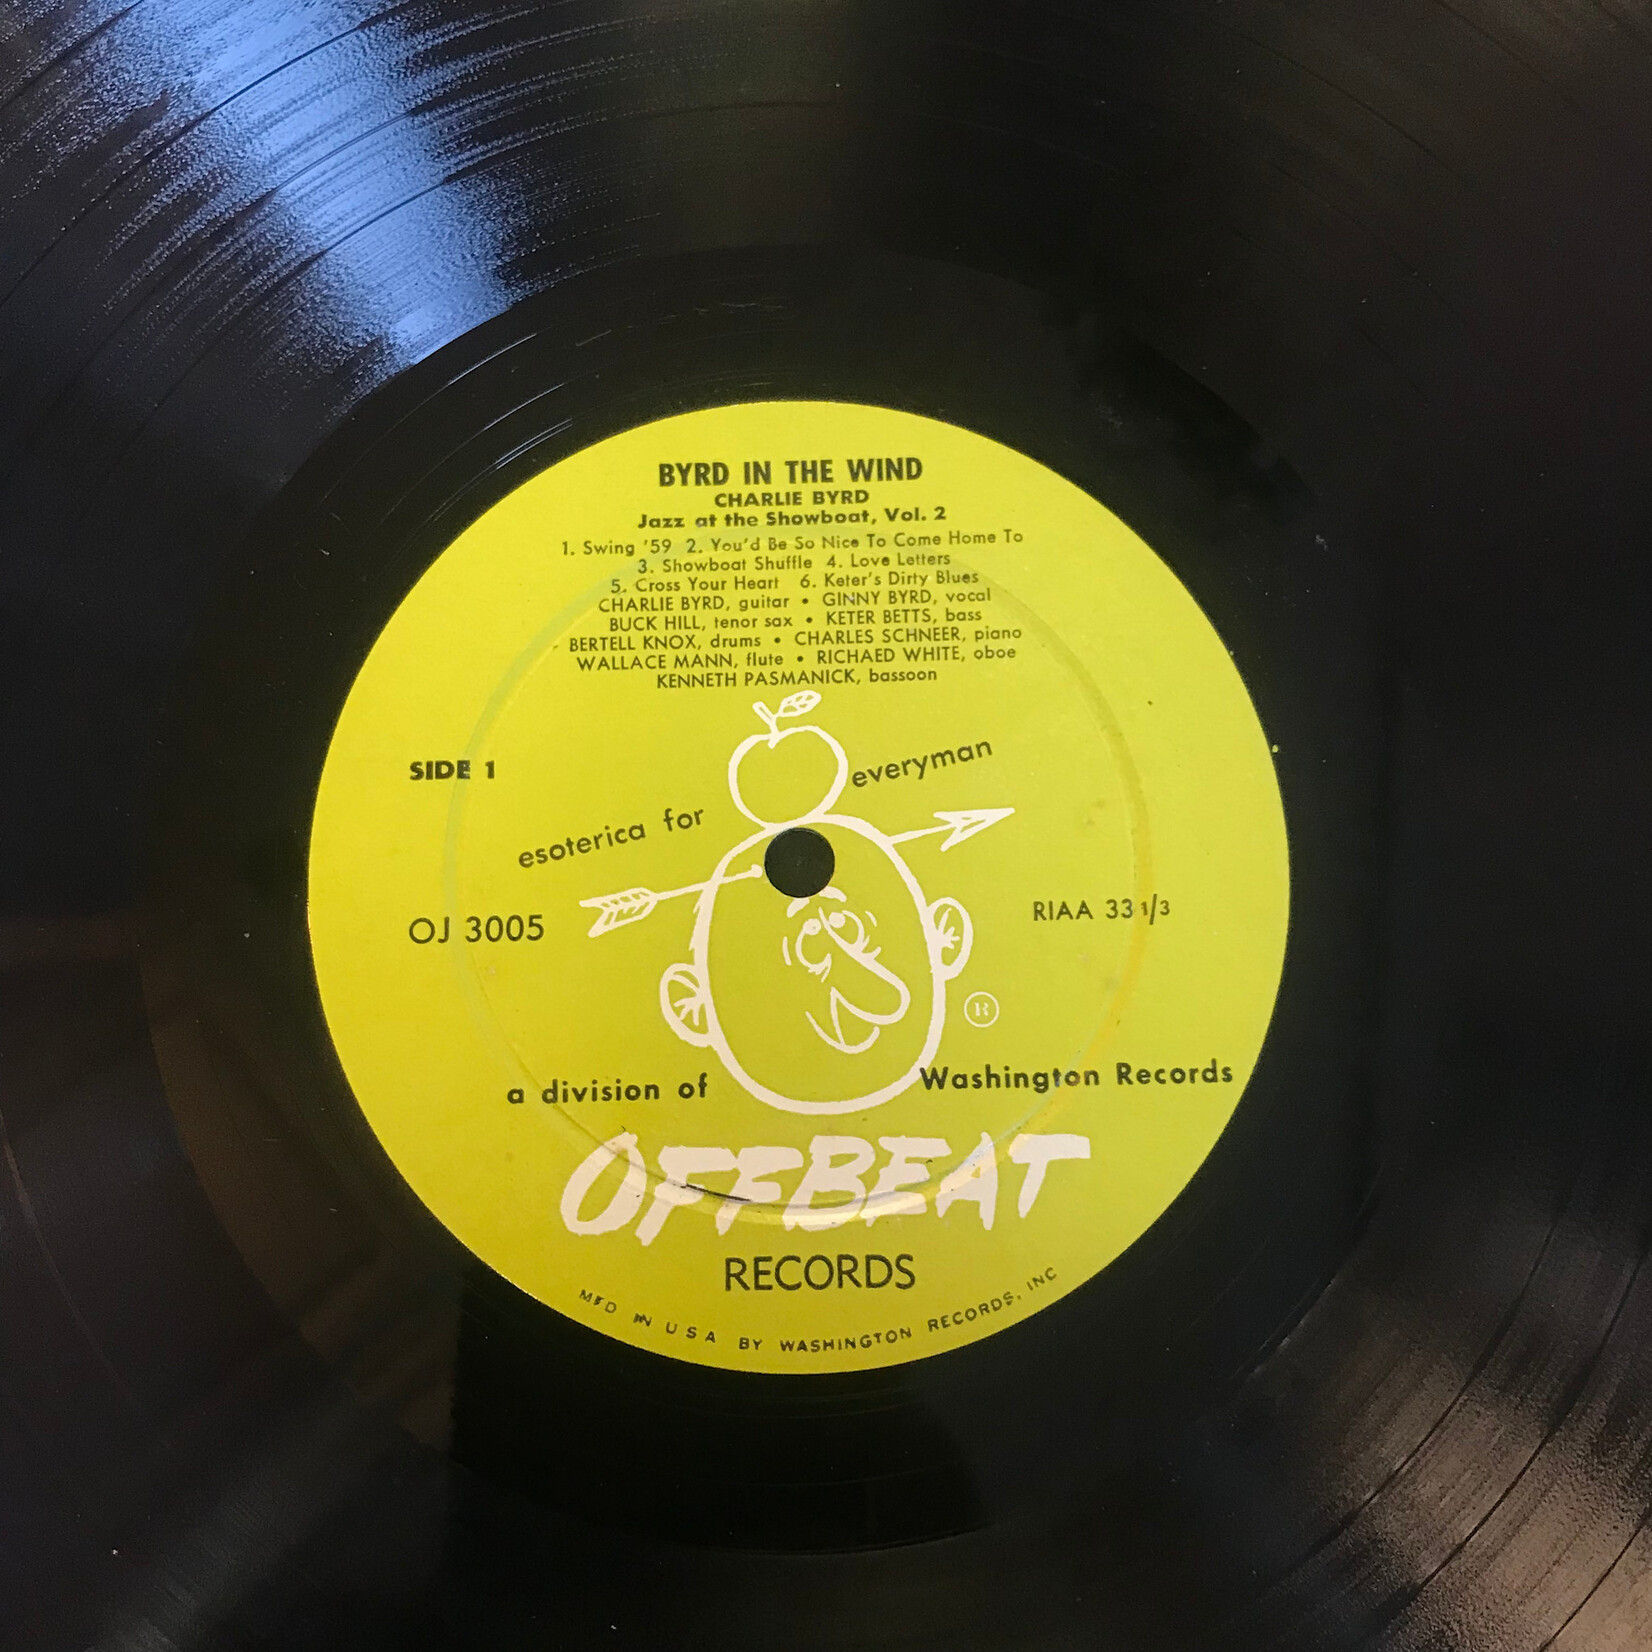 BYRD IN THE WIND
CHARLIE BYRD
Jazz at the Showboat, Vol. 2
1. Swing '59 2. You'd Be So Nice To Come Home To
3. Showboat Shuffle 4. Love Letters
5. Cross Your Heart 6. Keter's Dirty Blues
CHARLIE BYRD, guitar • GINNY BYRD, vocal
BUCK HILL, tenor sax • KETER BETTS, bass
BERTELL KNOX, drums • CHARLES SCHNEER, piano
WALLACE MANN, flute • RICHAED WHITE, oboe
KENNETH PASMANICK, bassoon
SIDE 1
esoterica for everyman
OJ 3005
RIAA 33 1/3
®
a division of Washington Records
OFFBEAT
RECORDS
MFD IN USA BY WASHINGTON RECORDS, INC